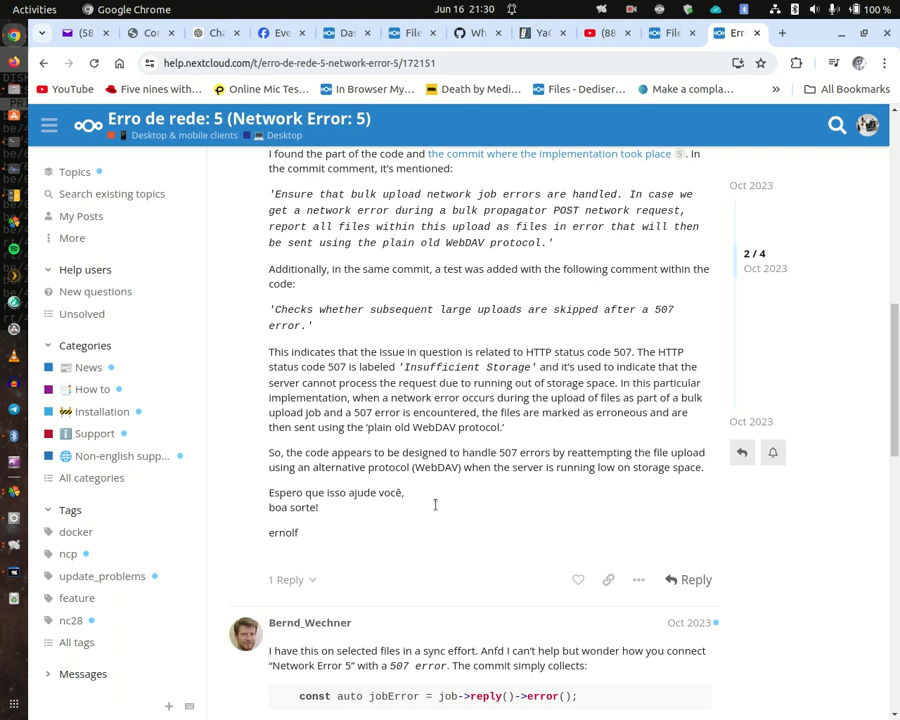 Activities
Google Chrome
Jun 16 21:30
100 %
(58
Cor
Cha
Eve
Das
File
Wh
YaC
(88
File
Err
help.nextcloud.com/t/erro-de-rede-5-network-error-5/172151
YouTube
Five nines with...
Online Mic Tes...
In Browser My...
Death by Medi...
Files - Dediser...
Make a compla...
»
All Bookmarks
Erro de rede: 5 (Network Error: 5)
Desktop & mobile clients
Desktop
Topics
Search existing topics
My Posts
More
Help users
New questions
Unsolved
Categories
News
How to
Installation
Support
Non-english supp...
All categories
Tags
docker
ncp
update_problems
feature
nc28
All tags
Messages
I found the part of the code and the commit where the implementation took place 5. In
the commit comment, it's mentioned:
'Ensure that bulk upload network job errors are handled. In case we
get a network error during a bulk propagator POST network request,
report all files within this upload as files in error that will then
be sent using the plain old WebDAV protocol.'
Additionally, in the same commit, a test was added with the following comment within the
code:
'Checks whether subsequent large uploads are skipped after a 507
error.'
This indicates that the issue in question is related to HTTP status code 507. The HTTP
status code 507 is labeled 'Insufficient Storage' and it's used to indicate that the
server cannot process the request due to running out of storage space. In this particular
implementation, when a network error occurs during the upload of files as part of a bulk
upload job and a 507 error is encountered, the files are marked as erroneous and are
then sent using the 'plain old WebDAV protocol.'
So, the code appears to be designed to handle 507 errors by reattempting the file upload
using an alternative protocol (WebDAV) when the server is running low on storage space.
Espero que isso ajude você,
boa sorte!
ernolf
1 Reply
Reply
Bernd_Wechner
Oct 2023
I have this on selected files in a sync effort. Anfd I can't help but wonder how you connect
"Network Error 5" with a 507 error. The commit simply collects:
const auto jobError = job->reply()->error();
Oct 2023
2 / 4
Oct 2023
Oct 2023